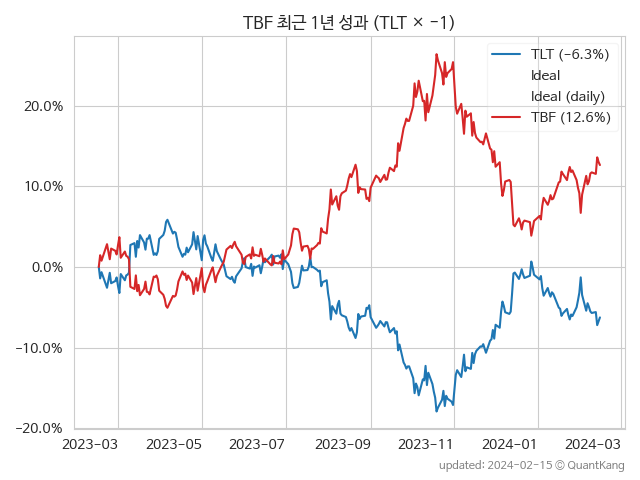 TBF 최근 1년 성과 (TLT × -1)
TLT (-6.3%)
Ideal
Ideal (daily)
TBF (12.6%)
20.0%
10.0%
0.0%
-10.0%
-20.0%
2023-03 2023-05 2023-07 2023-09 2023-11 2024-01 2024-03
updated: 2024-02-15 © QuantKang